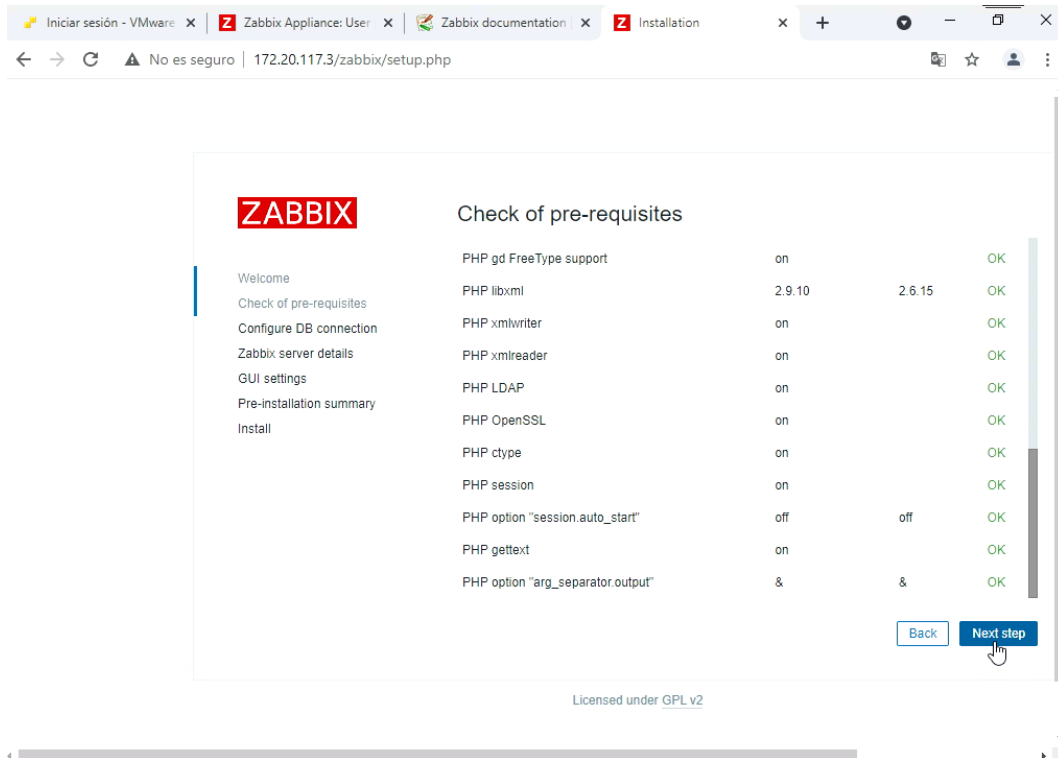 Iniciar sesión - VMware
Z Zabbix Appliance: User
Zabbix documentation
Z Installation
No es seguro 172.20.117.3/zabbix/setup.php
ZABBIX
Welcome
Check of pre-requisites
Configure DB connection
Zabbix server details
GUI settings
Pre-installation summary
Install
Check of pre-requisites
PHP gd FreeType support on OK
PHP libxml 2.9.10 2.6.15 OK
PHP xmlwriter on OK
PHP xmlreader on OK
PHP LDAP on OK
PHP OpenSSL on OK
PHP ctype on OK
PHP session on OK
PHP option "session.auto_start" off off OK
PHP gettext on OK
PHP option "arg_separator.output" & & OK
Back Next step
Licensed under GPL v2